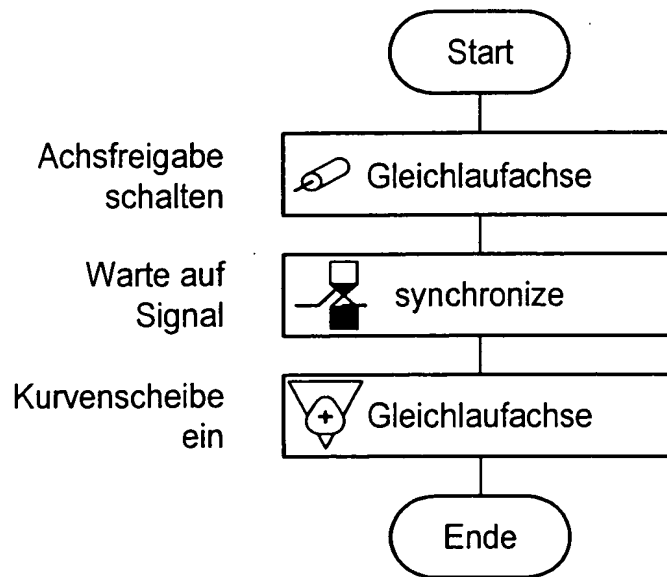 Start
Achsfreigabe
schalten
Gleichlaufachse
Warte auf
Signal
synchronize
Kurvenscheibe
ein
Gleichlaufachse
Ende